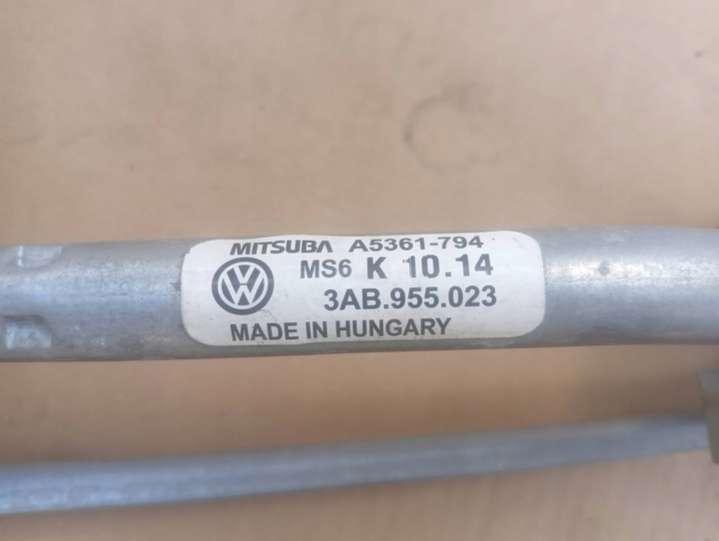 MITSUBA A5361-794
MS6 K 10.14
3AB.955.023
MADE IN HUNGARY